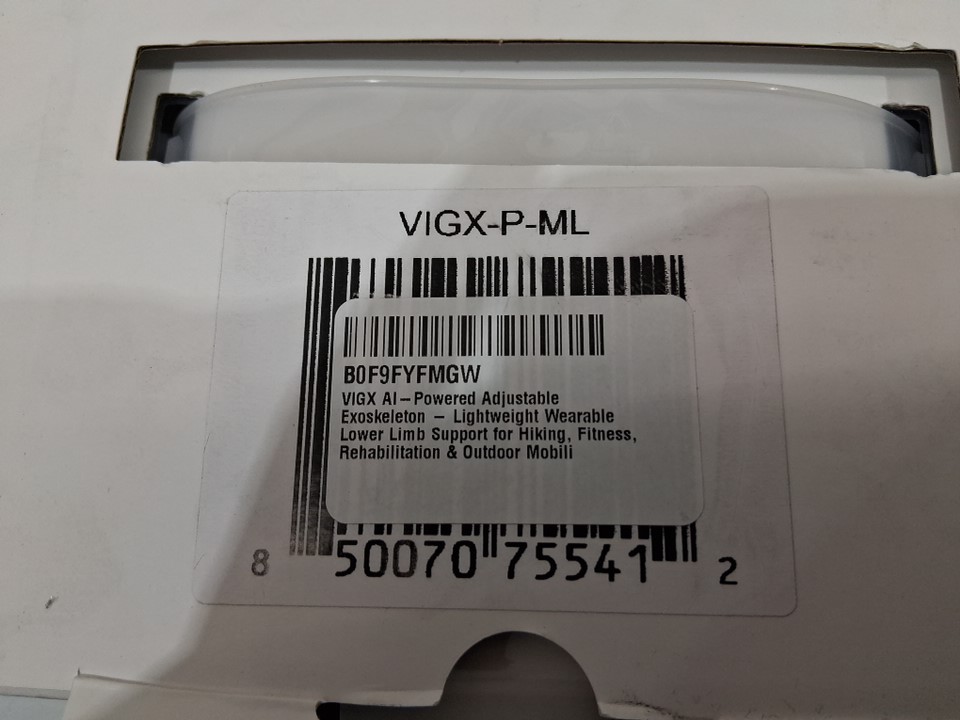 VIGX-P-ML
B0F9FYFMGW
VIGX AI–Powered Adjustable
Exoskeleton – Lightweight Wearable
Lower Limb Support for Hiking, Fitness,
Rehabilitation & Outdoor Mobili
8 50070 75541 2